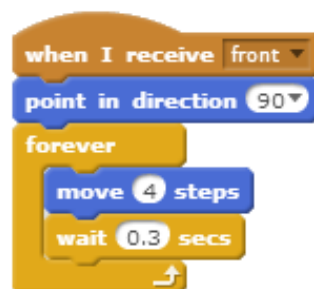 when I receive front
point in direction 90
forever
move 4 steps
wait 0.3 secs